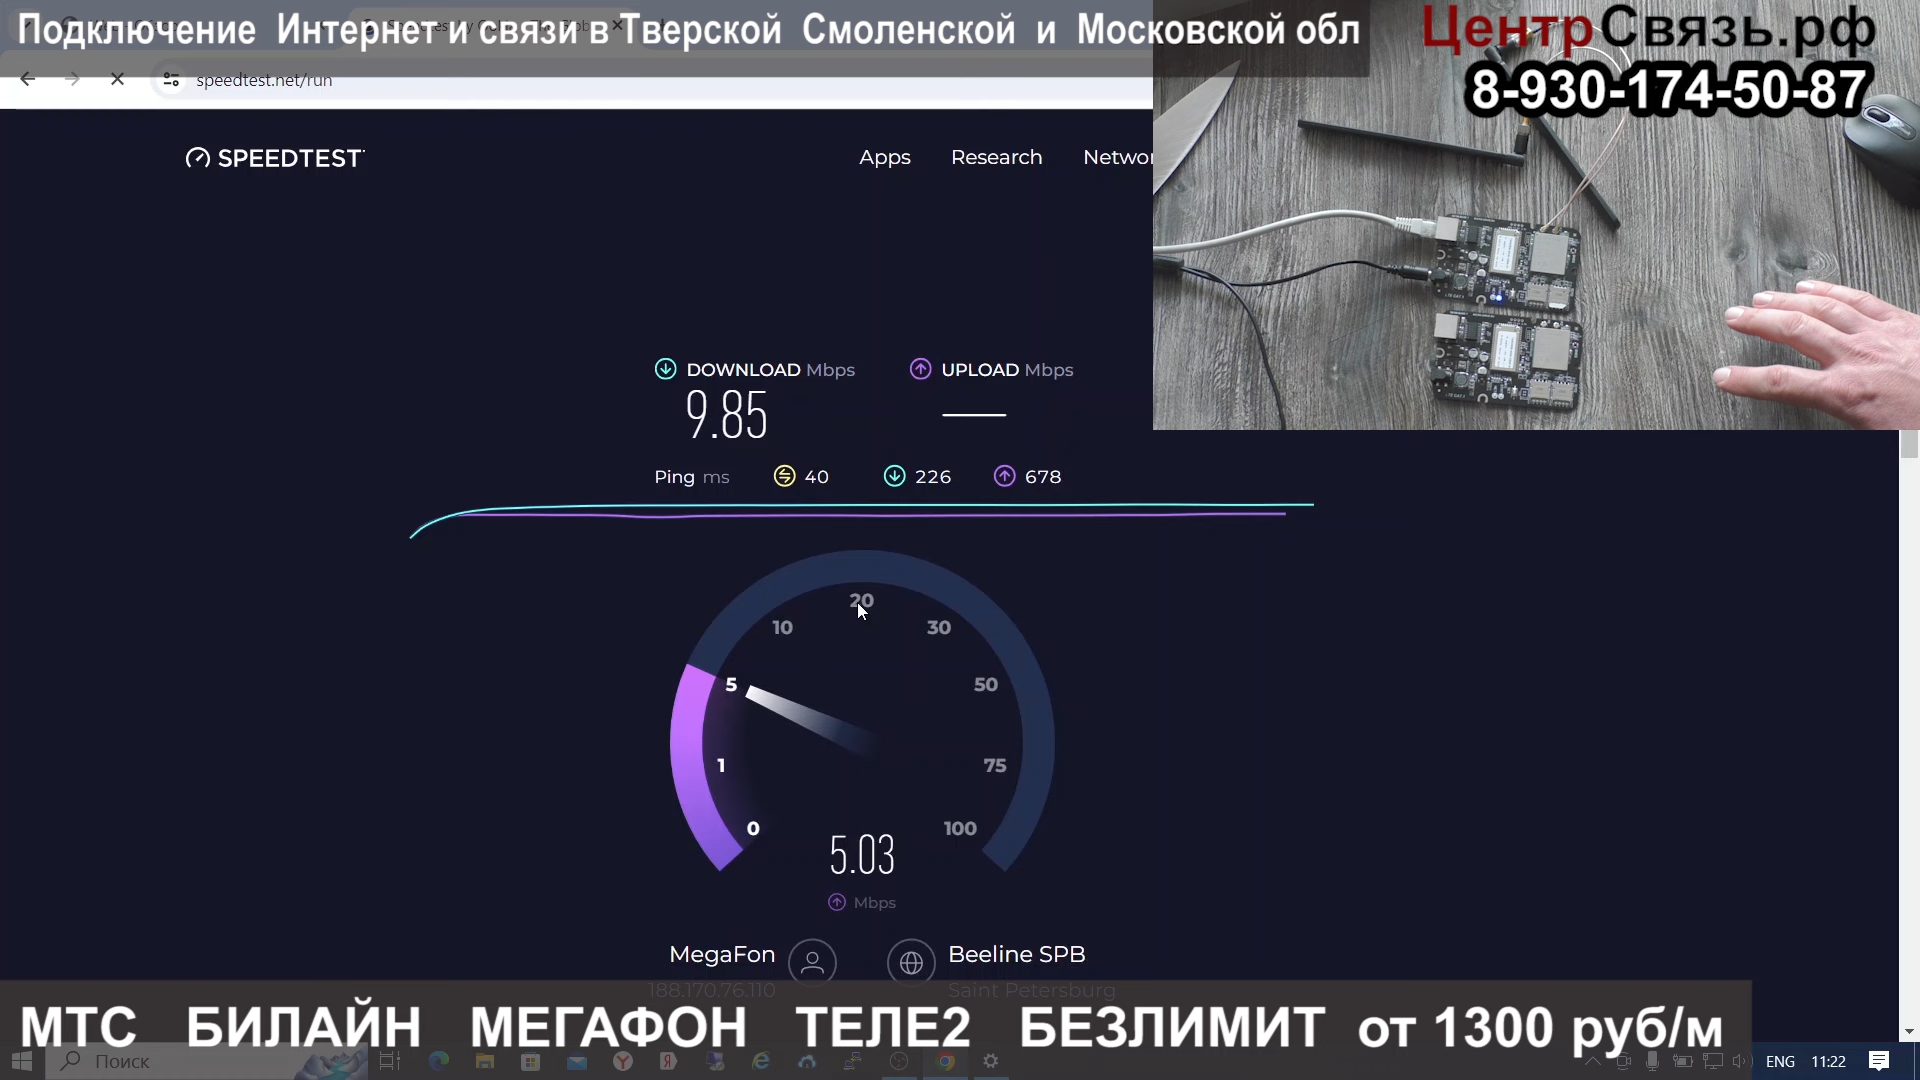 Подключение Интернет и связи в Тверской Смоленской и Московской обл
ЦентрСвязь.рф
8-930-174-50-87
speedtest.net/run
SPEEDTEST
Apps Research Networ
DOWNLOAD Mbps
9.85
UPLOAD Mbps
Ping ms 40 226 678
20
10
30
5
50
1
75
0
100
5.03
Mbps
MegaFon
188.170.76.110
Beeline SPB
Saint Petersburg
МТС БИЛАЙН МЕГАФОН ТЕЛЕ2 БЕЗЛИМИТ от 1300 руб/м
Поиск
ENG 11:22